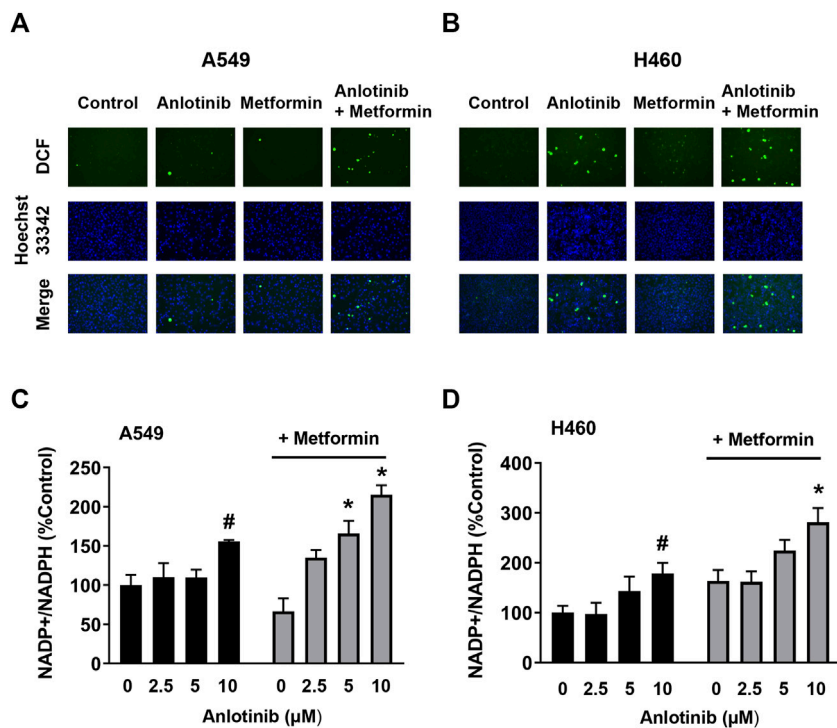 A
B
A549
H460
Control
Anlotinib
Metformin
Anlotinib
+ Metformin
Control
Anlotinib
Metformin
Anlotinib
+ Metformin
DCF
Hoechst
33342
Merge
C
D
A549
+ Metformin
NADP+/NADPH (%Control)
250
200
150
100
50
0
#
*
*
0 2.5 5 10 0 2.5 5 10
Anlotinib (µM)
H460
+ Metformin
NADP+/NADPH (%Control)
400
300
200
100
0
#
*
0 2.5 5 10 0 2.5 5 10
Anlotinib (µM)